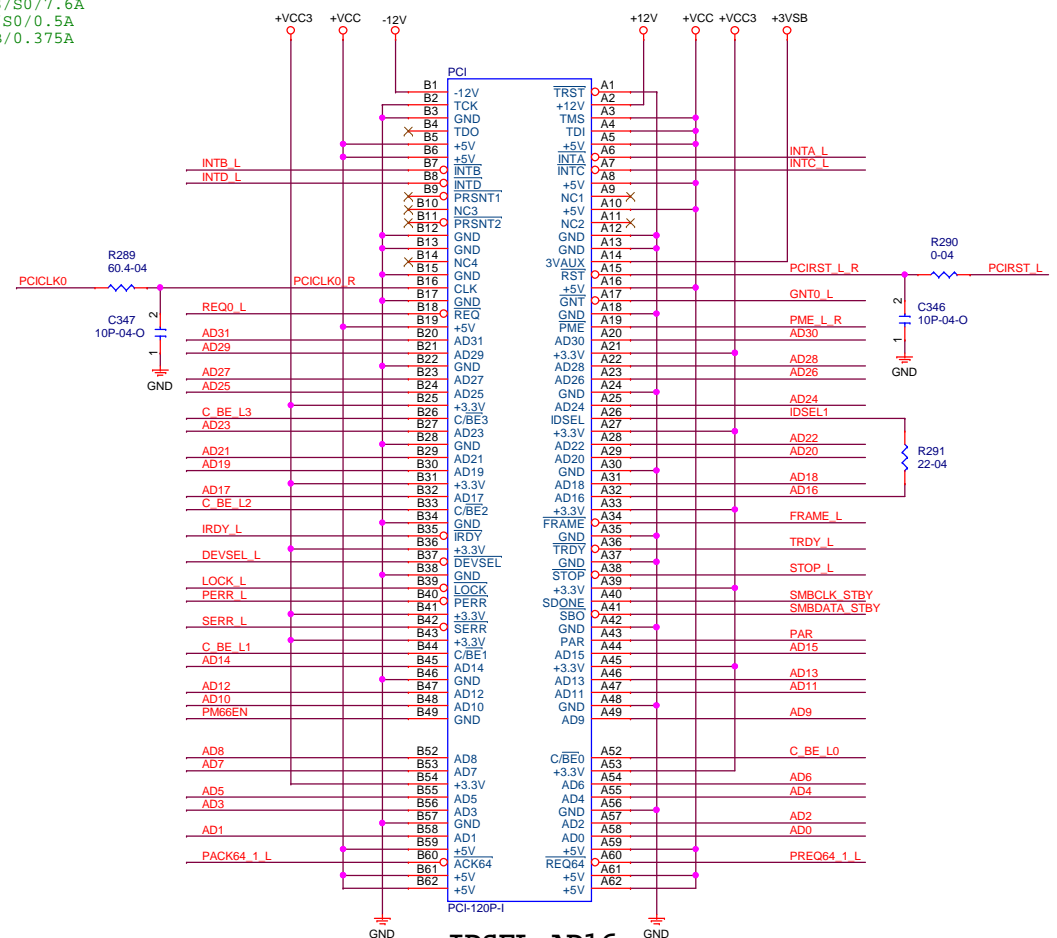 S0/7.6A
S0/0.5A
/0.375A
+VCC3 +VCC -12V +12V +VCC +VCC3 +3VSB
PCI
B1 -12V TRST A1
B2 TCK +12V A2
B3 GND TMS A3
B4 TDO TDI A4
B5 +5V +5V A5
B6 +5V INTA A6 INTA_L
INTB_L B7 INTB INTC A7 INTC_L
INTD_L B8 INTD +5V A8
B9 PRSNT1 NC1 A9
B10 NC3 +5V A10
B11 PRSNT2 NC2 A11
B12 GND GND A12
B13 GND GND A13
B14 NC4 3VAUX A14
B15 GND RST A15 PCIRST_L_R
R289
60.4-04
PCICLK0 PCICLK0_R B16 CLK +5V A16
R290
0-04
PCIRST_L
B17 GND GNT A17 GNT0_L
REQ0_L B18 REQ GND A18
B19 +5V PME A19 PME_L_R
C347
10P-04-O
2
1
GND
C346
10P-04-O
2
1
GND
AD31 B20 AD31 AD30 A20 AD30
AD29 B21 AD29 +3.3V A21
B22 GND AD28 A22 AD28
AD27 B23 AD27 AD26 A23 AD26
AD25 B24 AD25 GND A24
B25 +3.3V AD24 A25 AD24
C_BE_L3 B26 C/BE3 IDSEL A26 IDSEL1
AD23 B27 AD23 +3.3V A27
B28 GND AD22 A28 AD22
AD21 B29 AD21 AD20 A29 AD20
R291
22-04
AD19 B30 AD19 GND A30
B31 +3.3V AD18 A31 AD18
AD17 B32 AD17 AD16 A32 AD16
C_BE_L2 B33 C/BE2 +3.3V A33
B34 GND FRAME A34 FRAME_L
IRDY_L B35 IRDY GND A35
B36 +3.3V TRDY A36 TRDY_L
DEVSEL_L B37 DEVSEL GND A37
B38 GND STOP A38 STOP_L
LOCK_L B39 LOCK +3.3V A39
PERR_L B40 PERR SDONE A40 SMBCLK_STBY
B41 +3.3V SBO A41 SMBDATA_STBY
SERR_L B42 SERR GND A42
B43 +3.3V PAR A43 PAR
C_BE_L1 B44 C/BE1 AD15 A44 AD15
AD14 B45 AD14 +3.3V A45
B46 GND AD13 A46 AD13
AD12 B47 AD12 AD11 A47 AD11
AD10 B48 AD10 GND A48
PM66EN B49 GND AD9 A49 AD9
AD8 B52 AD8 C/BE0 A52 C_BE_L0
AD7 B53 AD7 +3.3V A53
B54 +3.3V AD6 A54 AD6
AD5 B55 AD5 AD4 A55 AD4
AD3 B56 AD3 GND A56
B57 GND AD2 A57 AD2
AD1 B58 AD1 AD0 A58 AD0
B59 +5V +5V A59
PACK64_1_L B60 ACK64 REQ64 A60 PREQ64_1_L
B61 +5V +5V A61
B62 +5V +5V A62
PCI-120P-I
GND GND